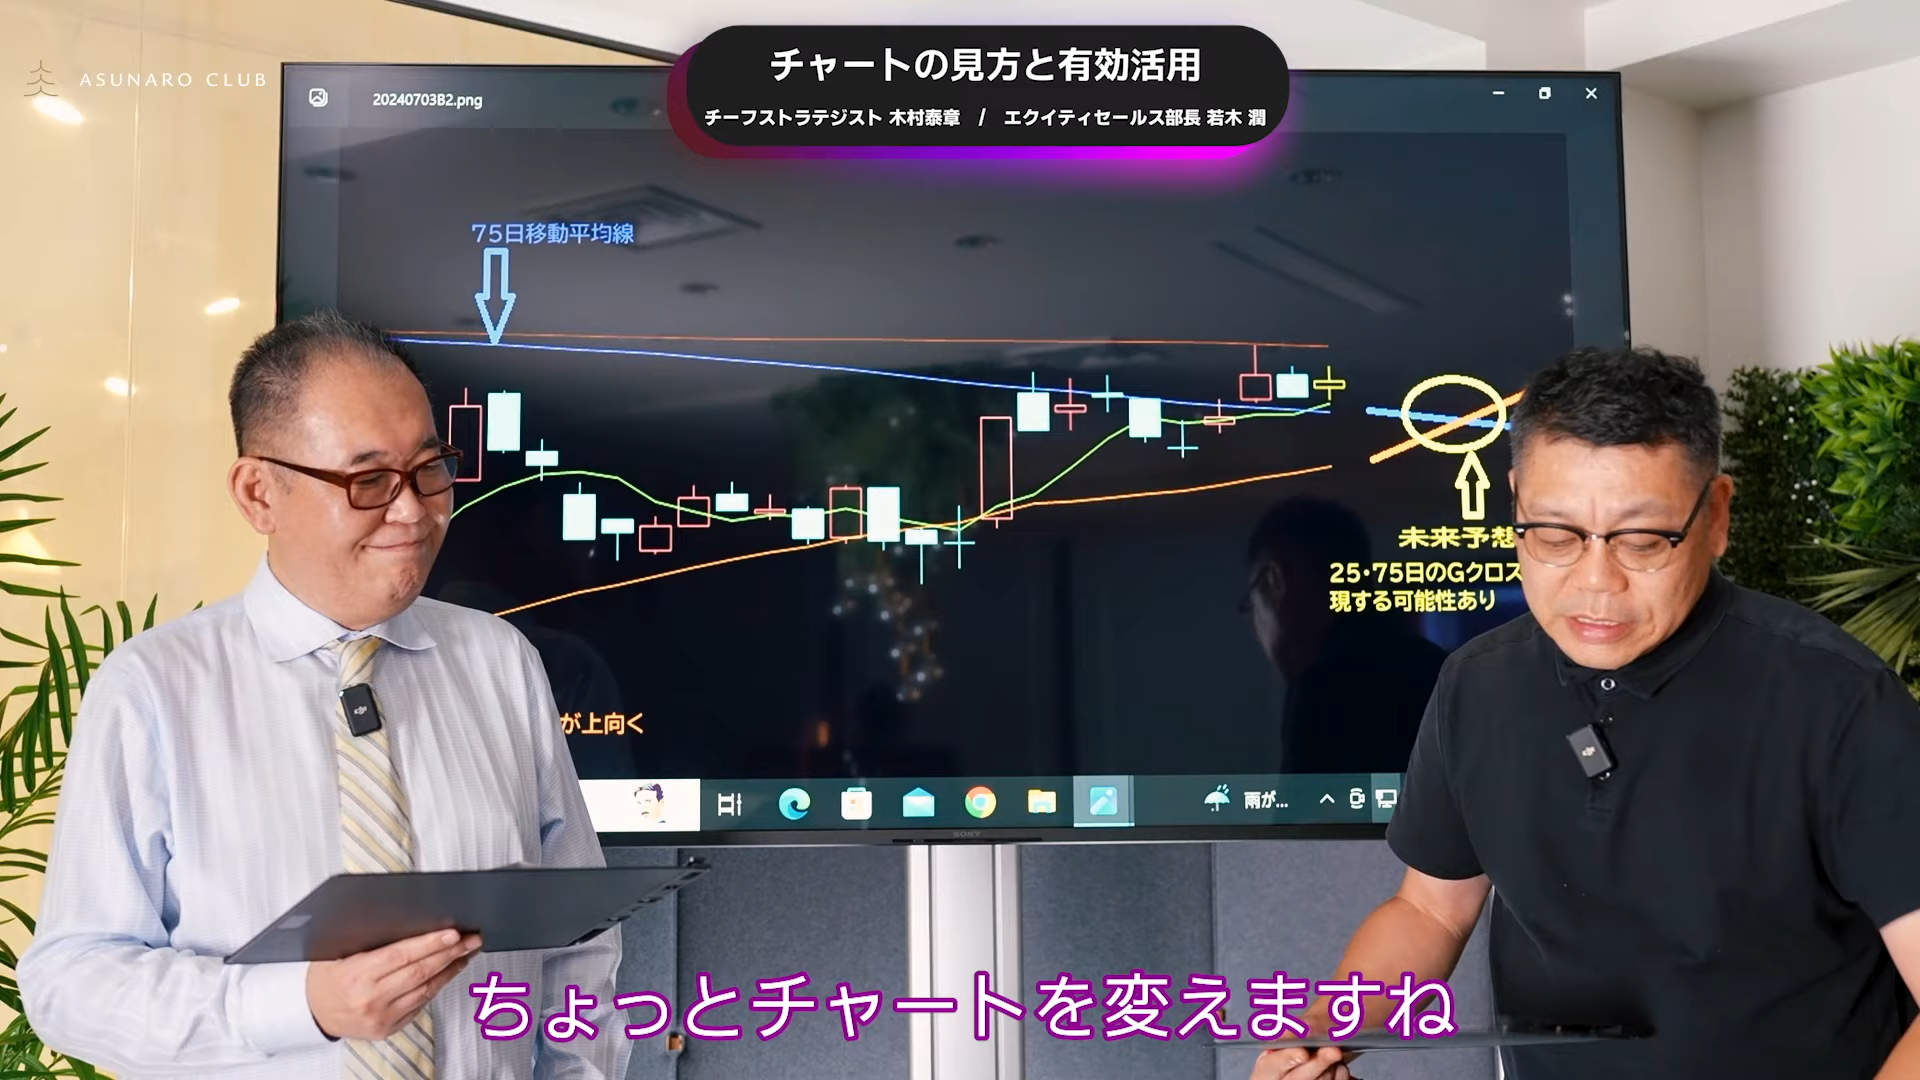 チャートの見方と有効活用
チーフストラテジスト 木村泰章 / エクイティセールス部長 若木 潤
ASUNARO CLUB
20240703B2.png
75日移動平均線
未来予想
25・75日のGクロス
現する可能性あり
が上向く
雨が...
SONY
ちょっとチャートを変えますね